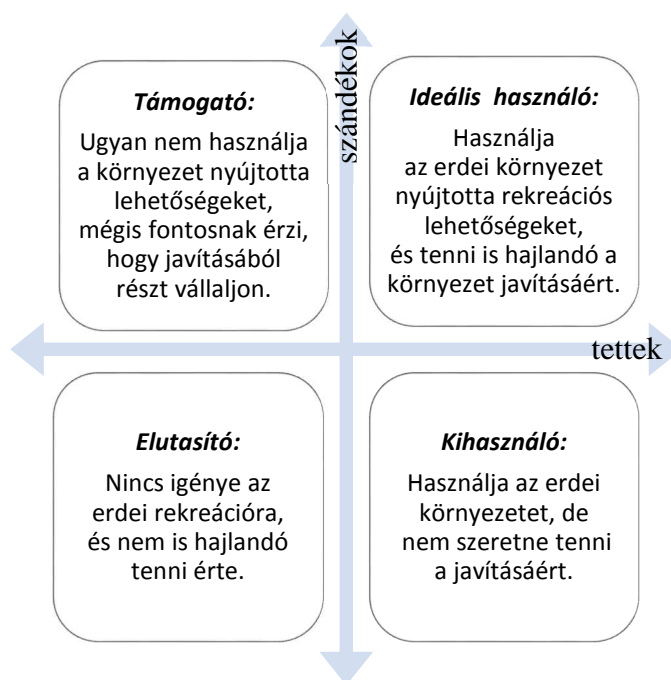 szándékok
Támogató:
Ugyan nem használja
a környezet nyújtotta
lehetőségeket,
mégis fontosnak érzi,
hogy javításából
részt vállaljon.
Ideális használó:
Használja
az erdei környezet
nyújtotta rekreációs
lehetőségeket,
és tenni is hajlandó a
környezet javításáért.
tettek
Elutasító:
Nincs igénye az
erdei rekreációra,
és nem is hajlandó
tenni érte.
Kihasználó:
Használja az erdei
környezetet, de
nem szeretne tenni
a javításáért.